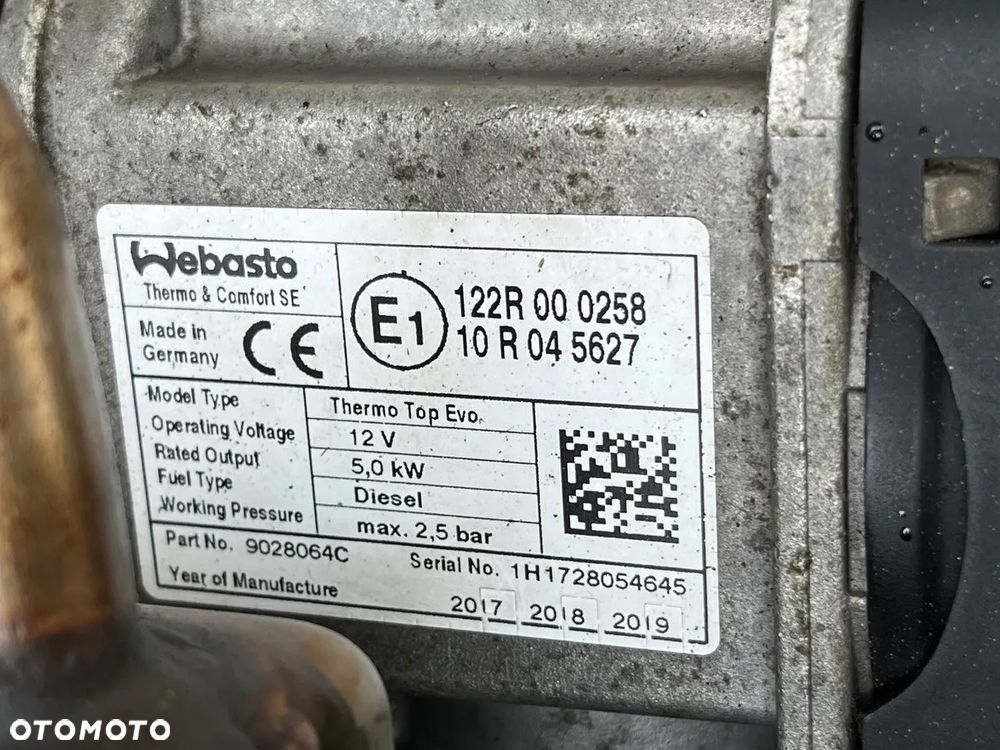 Webasto
Thermo & Comfort SE
Made in
Germany
CE
E1
122R 00 0258
10 R 04 5627
Model Type Thermo Top Evo
Operating Voltage 12 V
Rated Output 5,0 kW
Fuel Type Diesel
Working Pressure max. 2,5 bar
Part No. 9028064C Serial No. 1H1728054645
Year of Manufacture 2017 2018 2019
OTOMOTO